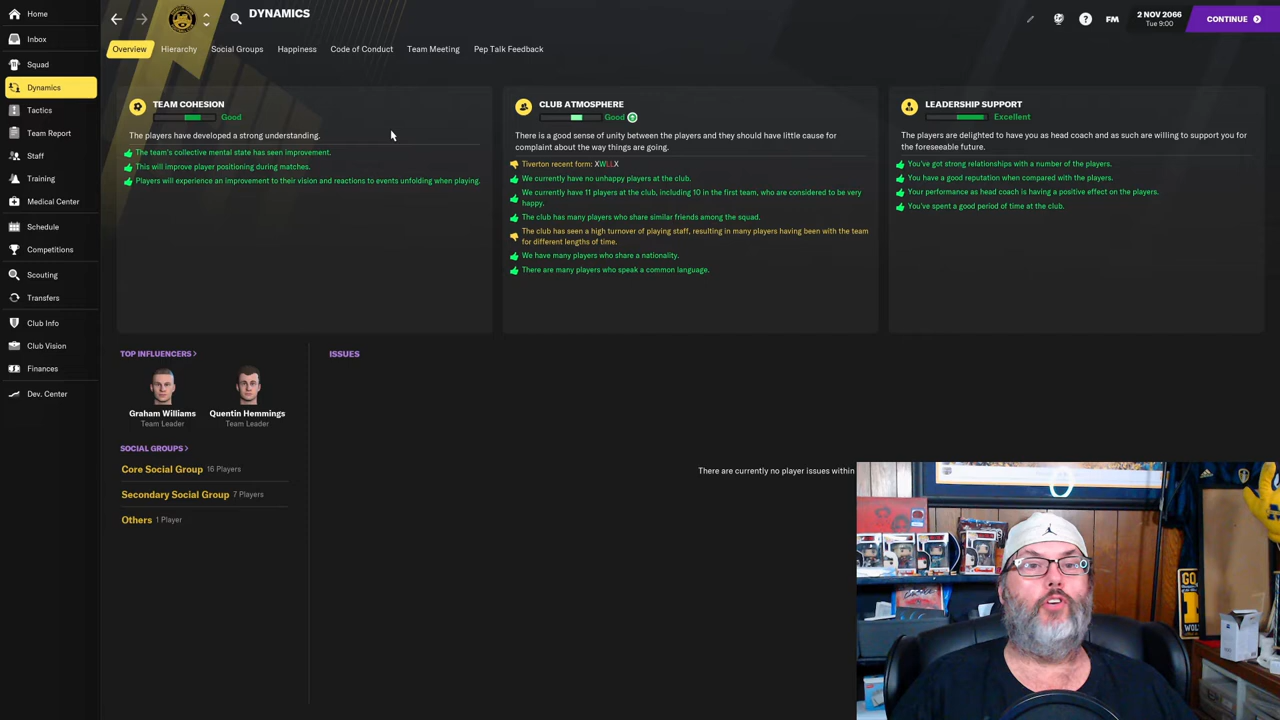 Home
Inbox
Squad
Dynamics
Tactics
Team Report
Staff
Training
Medical Center
Schedule
Competitions
Scouting
Transfers
Club Info
Club Vision
Finances
Dev. Center
DYNAMICS
FM
2 NOV 2066
Tue 9:00
CONTINUE
Overview
Hierarchy
Social Groups
Happiness
Code of Conduct
Team Meeting
Pep Talk Feedback
TEAM COHESION
Good
The players have developed a strong understanding.
The team's collective mental state has seen improvement.
This will improve player positioning during matches.
Players will experience an improvement to their vision and reactions to events unfolding when playing.
CLUB ATMOSPHERE
Good
There is a good sense of unity between the players and they should have little cause for
complaint about the way things are going.
Tiverton recent form: XWLLX
We currently have no unhappy players at the club.
We currently have 11 players at the club, including 10 in the first team, who are considered to be very
happy.
The club has many players who share similar friends among the squad.
The club has seen a high turnover of playing staff, resulting in many players having been with the team
for different lengths of time.
We have many players who share a nationality.
There are many players who speak a common language.
LEADERSHIP SUPPORT
Excellent
The players are delighted to have you as head coach and as such are willing to support you for
the foreseeable future.
You've got strong relationships with a number of the players.
You have a good reputation when compared with the players.
Your performance as head coach is having a positive effect on the players.
You've spent a good period of time at the club.
TOP INFLUENCERS >
Graham Williams
Team Leader
Quentin Hemmings
Team Leader
SOCIAL GROUPS >
Core Social Group 16 Players
Secondary Social Group 7 Players
Others 1 Player
ISSUES
There are currently no player issues within